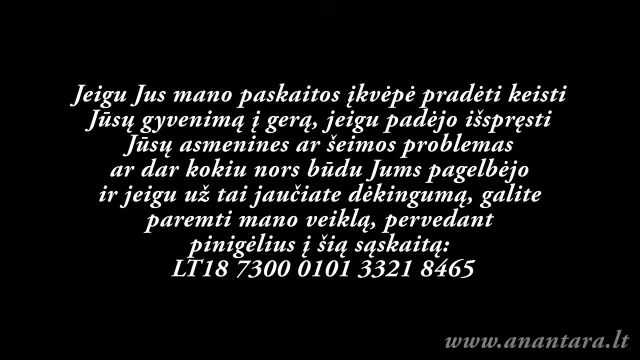 Jeigu Jus mano paskaitos įkvėpė pradėti keisti
Jūsų gyvenimą į gerą, jeigu padėjo išspręsti
Jūsų asmenines ar šeimos problemas
ar dar kokiu nors būdu Jums pagelbėjo
ir jeigu už tai jaučiate dėkingumą, galite
paremti mano veiklą, pervedant
pinigėlius į šią sąskaitą:
LT18 7300 0101 3321 8465
www.anantara.lt